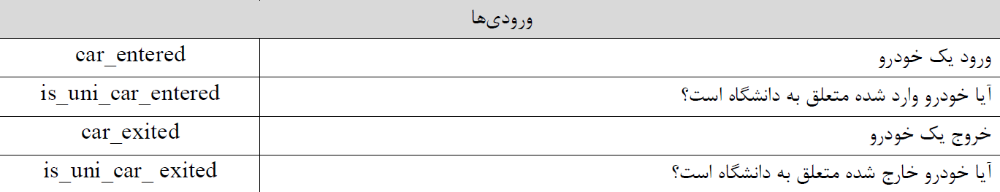 ورودی‌ها
ورود یک خودرو car_entered
آیا خودرو وارد شده متعلق به دانشگاه است؟ is_uni_car_entered
خروج یک خودرو car_exited
آیا خودرو خارج شده متعلق به دانشگاه است؟ is_uni_car_ exited